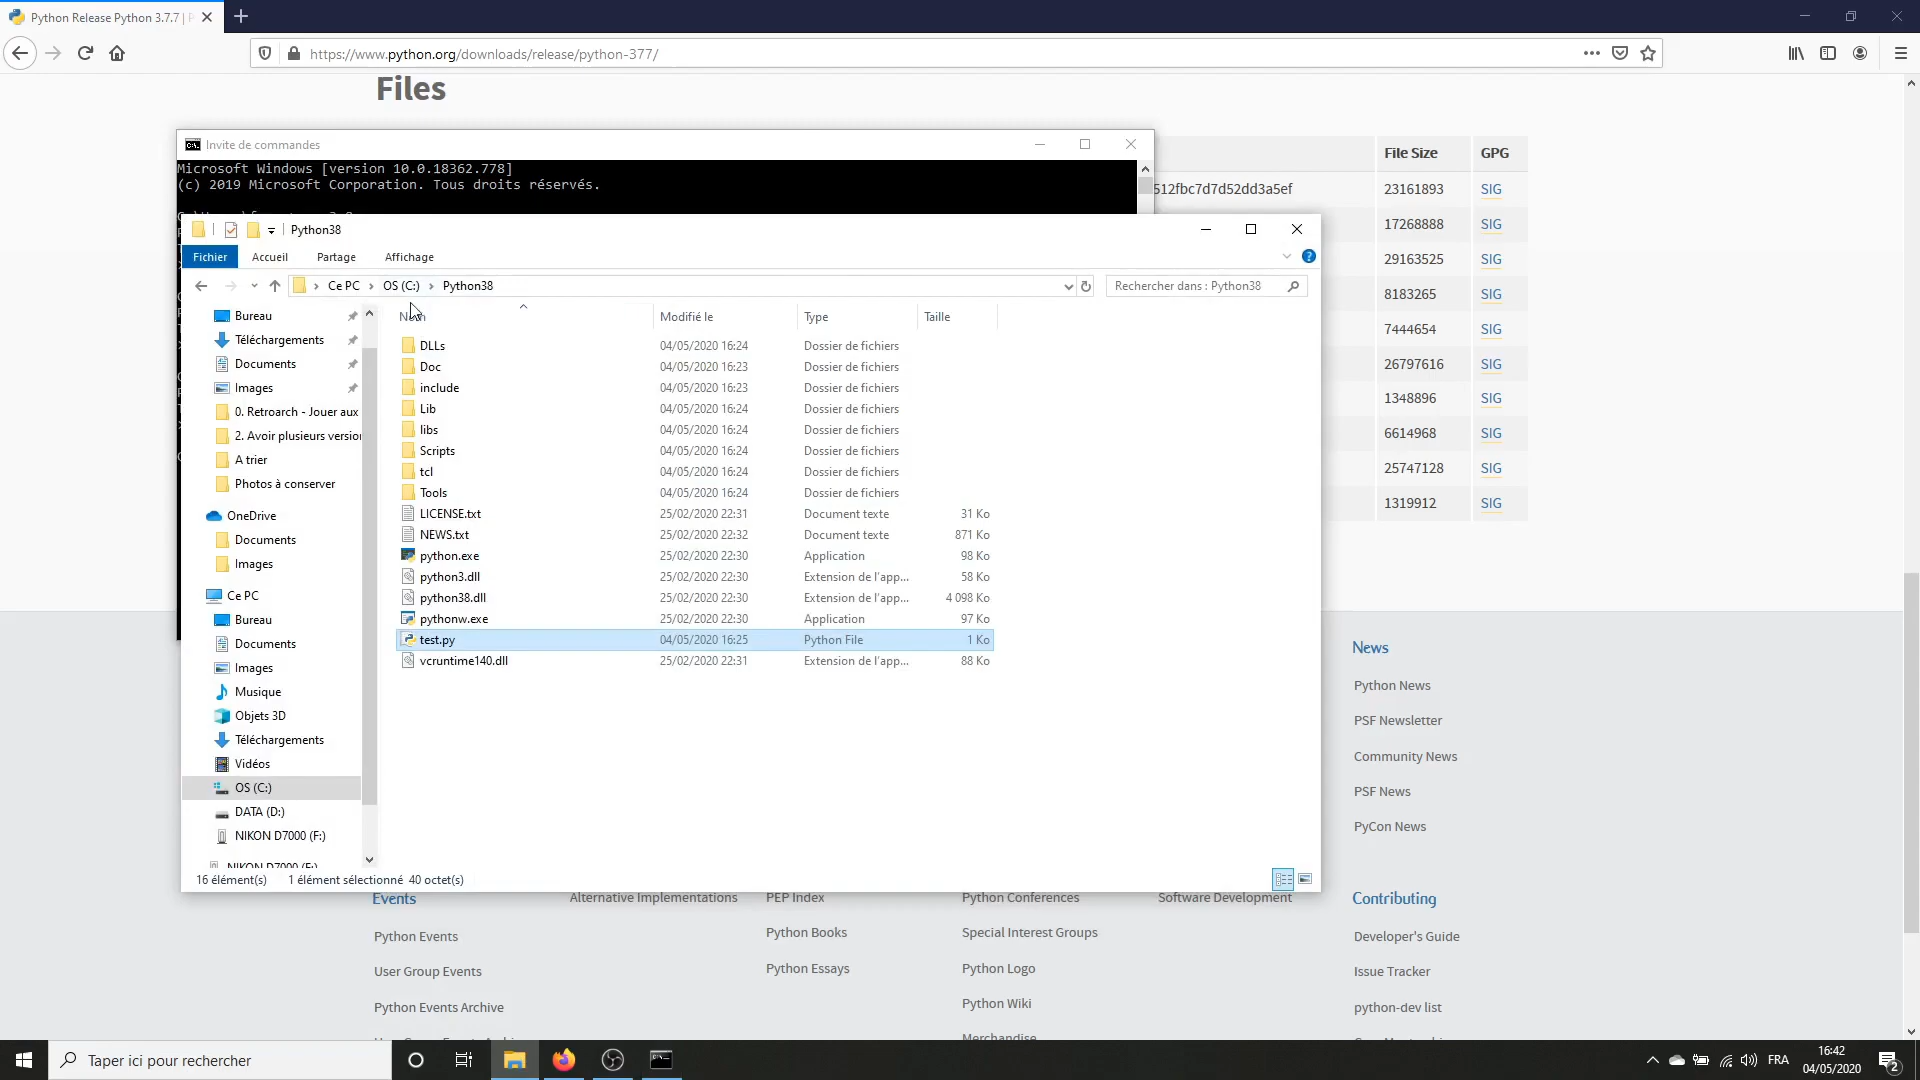 Python Release Python 3.7.7 |
https://www.python.org/downloads/release/python-377/
Files
File Size
GPG
512fbc7d7d52dd3a5ef
23161893
SIG
17268888
SIG
29163525
SIG
8183265
SIG
7444654
SIG
26797616
SIG
1348896
SIG
6614968
SIG
25747128
SIG
1319912
SIG
Invite de commandes
Microsoft Windows [version 10.0.18362.778]
(c) 2019 Microsoft Corporation. Tous droits réservés.
Python38
Fichier
Accueil
Partage
Affichage
Ce PC
OS (C:)
Python38
Rechercher dans : Python38
Bureau
Téléchargements
Documents
Images
0. Retroarch - Jouer aux
2. Avoir plusieurs version
A trier
Photos à conserver
OneDrive
Documents
Images
Ce PC
Bureau
Documents
Images
Musique
Objets 3D
Téléchargements
Vidéos
OS (C:)
DATA (D:)
NIKON D7000 (F:)
NIKON D7000 (F:)
Nom
Modifié le
Type
Taille
DLLs 04/05/2020 16:24 Dossier de fichiers
Doc 04/05/2020 16:23 Dossier de fichiers
include 04/05/2020 16:23 Dossier de fichiers
Lib 04/05/2020 16:24 Dossier de fichiers
libs 04/05/2020 16:24 Dossier de fichiers
Scripts 04/05/2020 16:24 Dossier de fichiers
tcl 04/05/2020 16:24 Dossier de fichiers
Tools 04/05/2020 16:24 Dossier de fichiers
LICENSE.txt 25/02/2020 22:31 Document texte 31 Ko
NEWS.txt 25/02/2020 22:32 Document texte 871 Ko
python.exe 25/02/2020 22:30 Application 98 Ko
python3.dll 25/02/2020 22:30 Extension de l'app... 58 Ko
python38.dll 25/02/2020 22:30 Extension de l'app... 4 098 Ko
pythonw.exe 25/02/2020 22:30 Application 97 Ko
test.py 04/05/2020 16:25 Python File 1 Ko
vcruntime140.dll 25/02/2020 22:31 Extension de l'app... 88 Ko
16 élément(s)
1 élément sélectionné 40 octet(s)
News
Python News
PSF Newsletter
Community News
PSF News
PyCon News
Events
Python Events
User Group Events
Python Events Archive
Alternative Implementations
PEP Index
Python Books
Python Essays
Python Conferences
Special Interest Groups
Python Logo
Python Wiki
Merchandise
Software Development
Contributing
Developer's Guide
Issue Tracker
python-dev list
Taper ici pour rechercher
FRA
16:42
04/05/2020
2